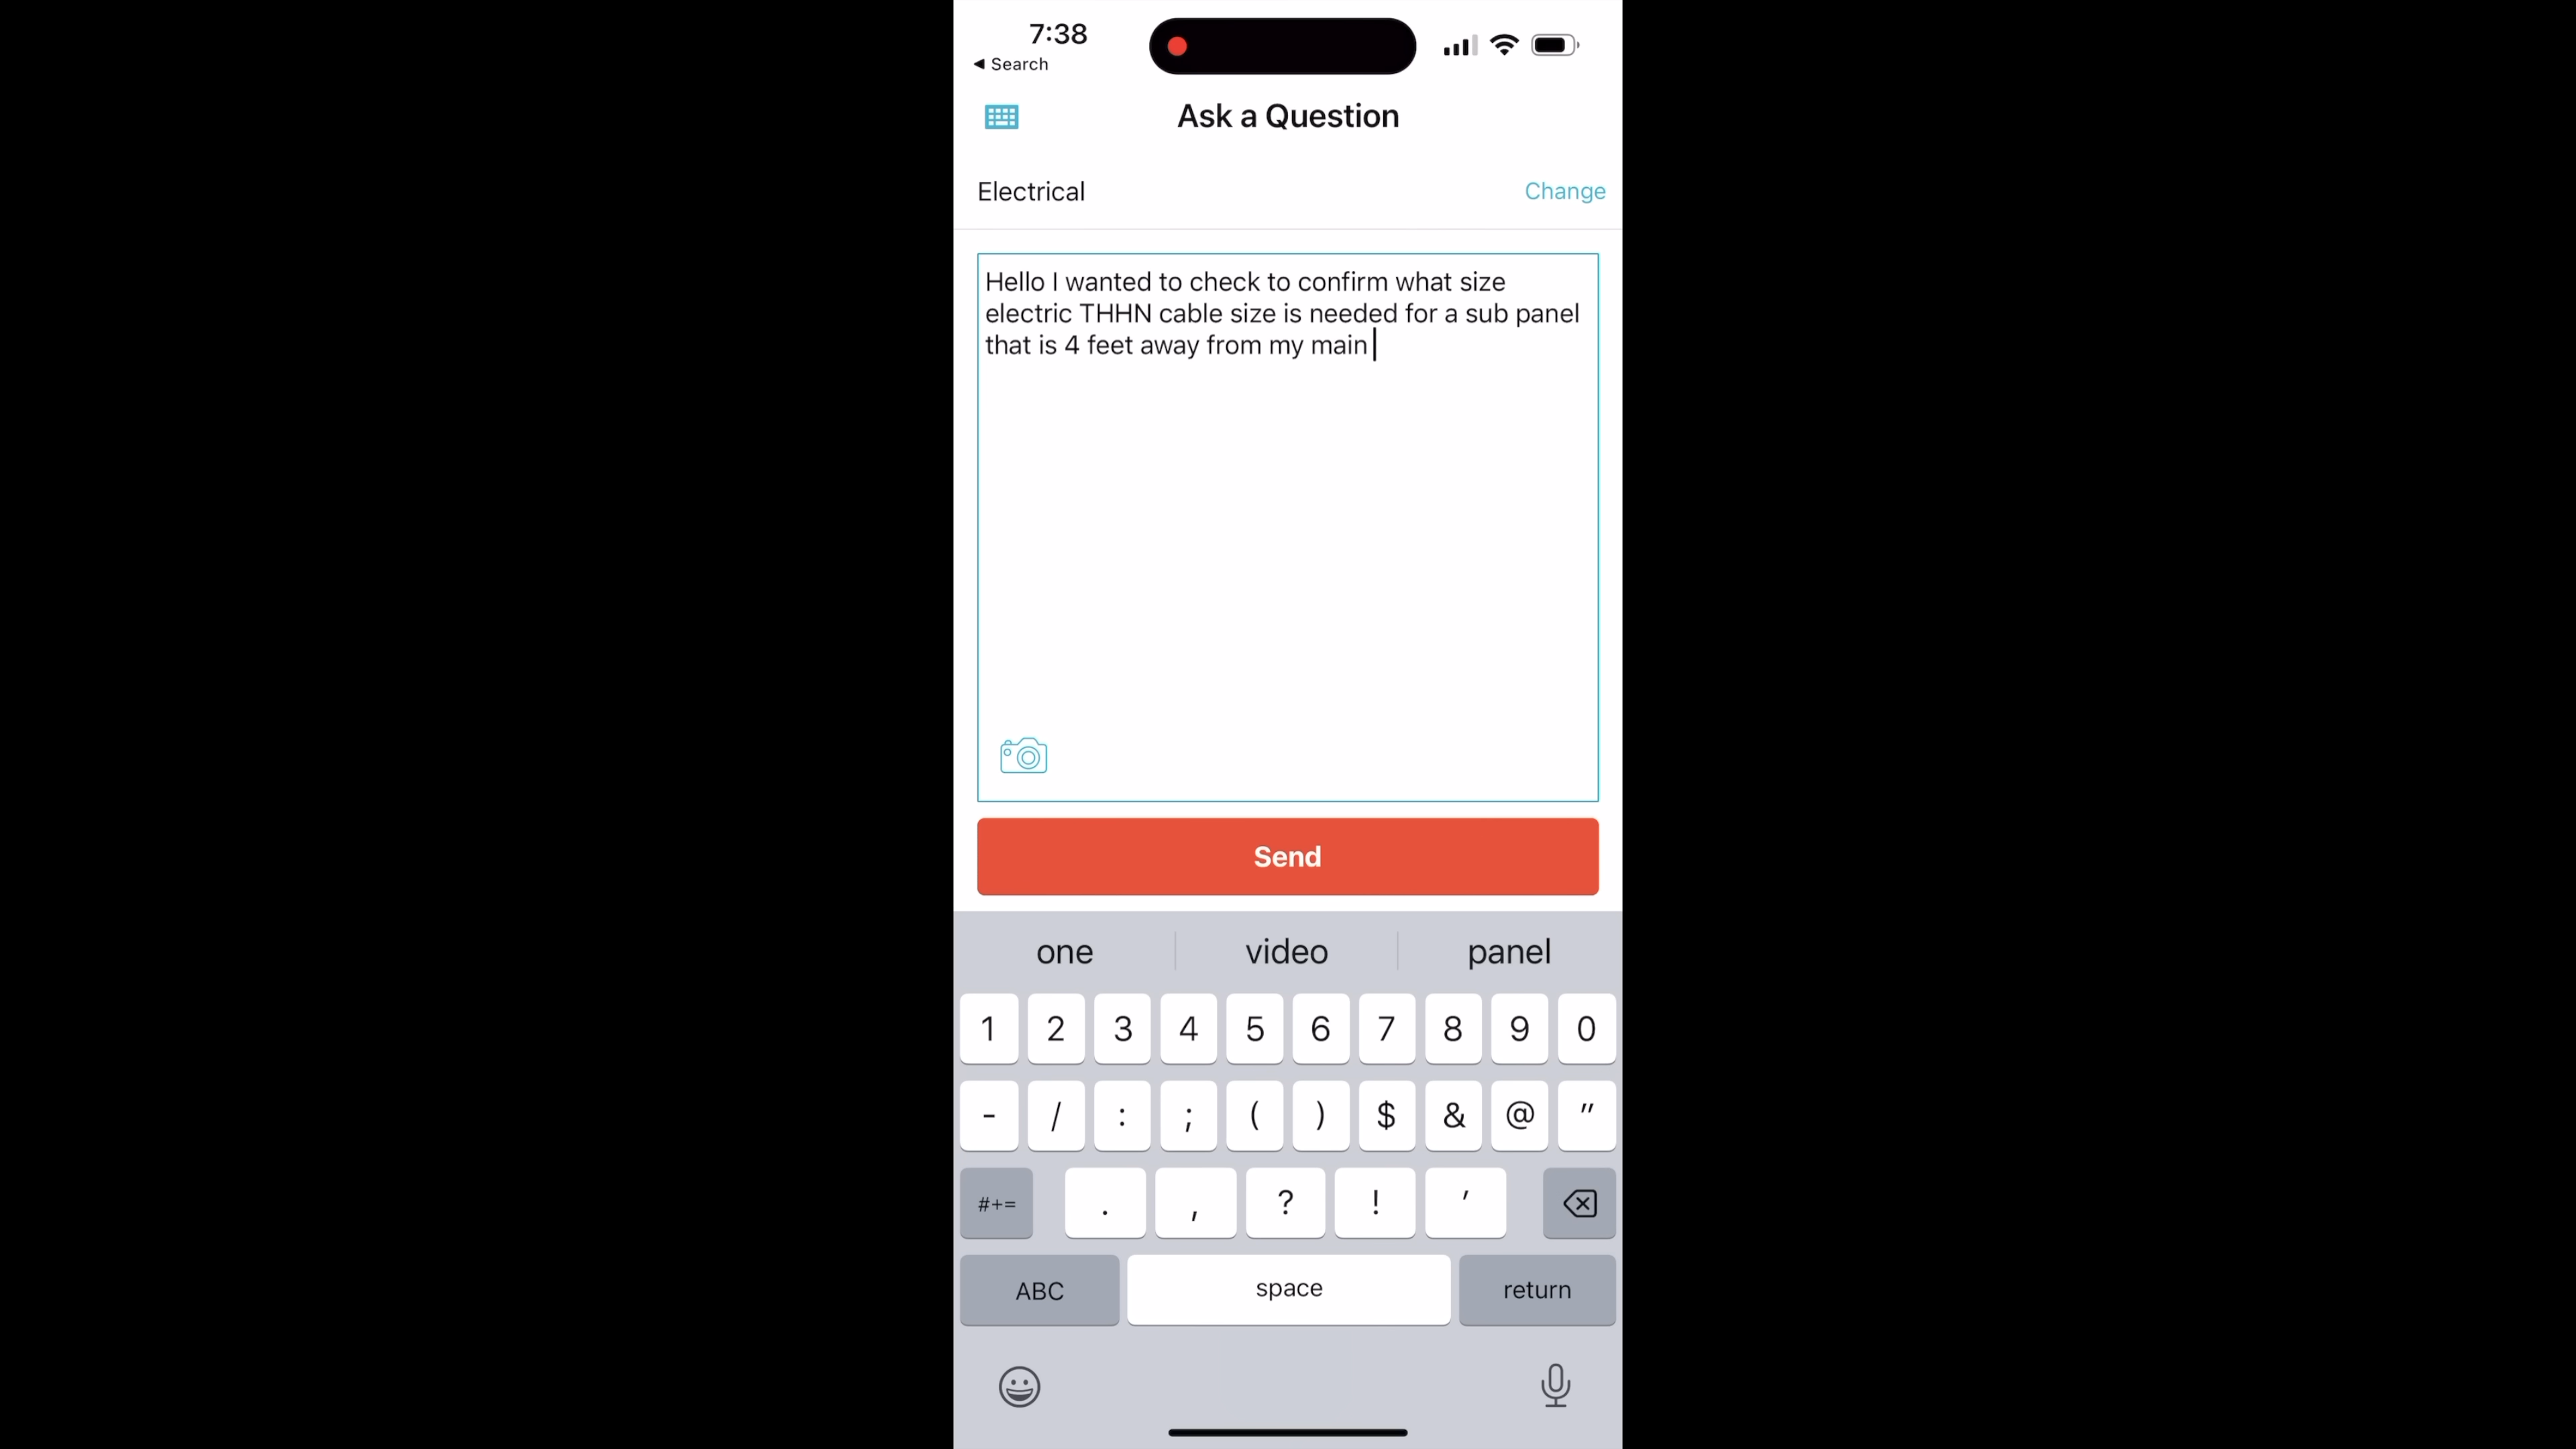 7:38
◀ Search
Ask a Question
Electrical
Change
Hello I wanted to check to confirm what size
electric THHN cable size is needed for a sub panel
that is 4 feet away from my main
Send
one video panel
1 2 3 4 5 6 7 8 9 0
- / : ; ( ) $ & @ "
#+= . , ? ! '
ABC space return